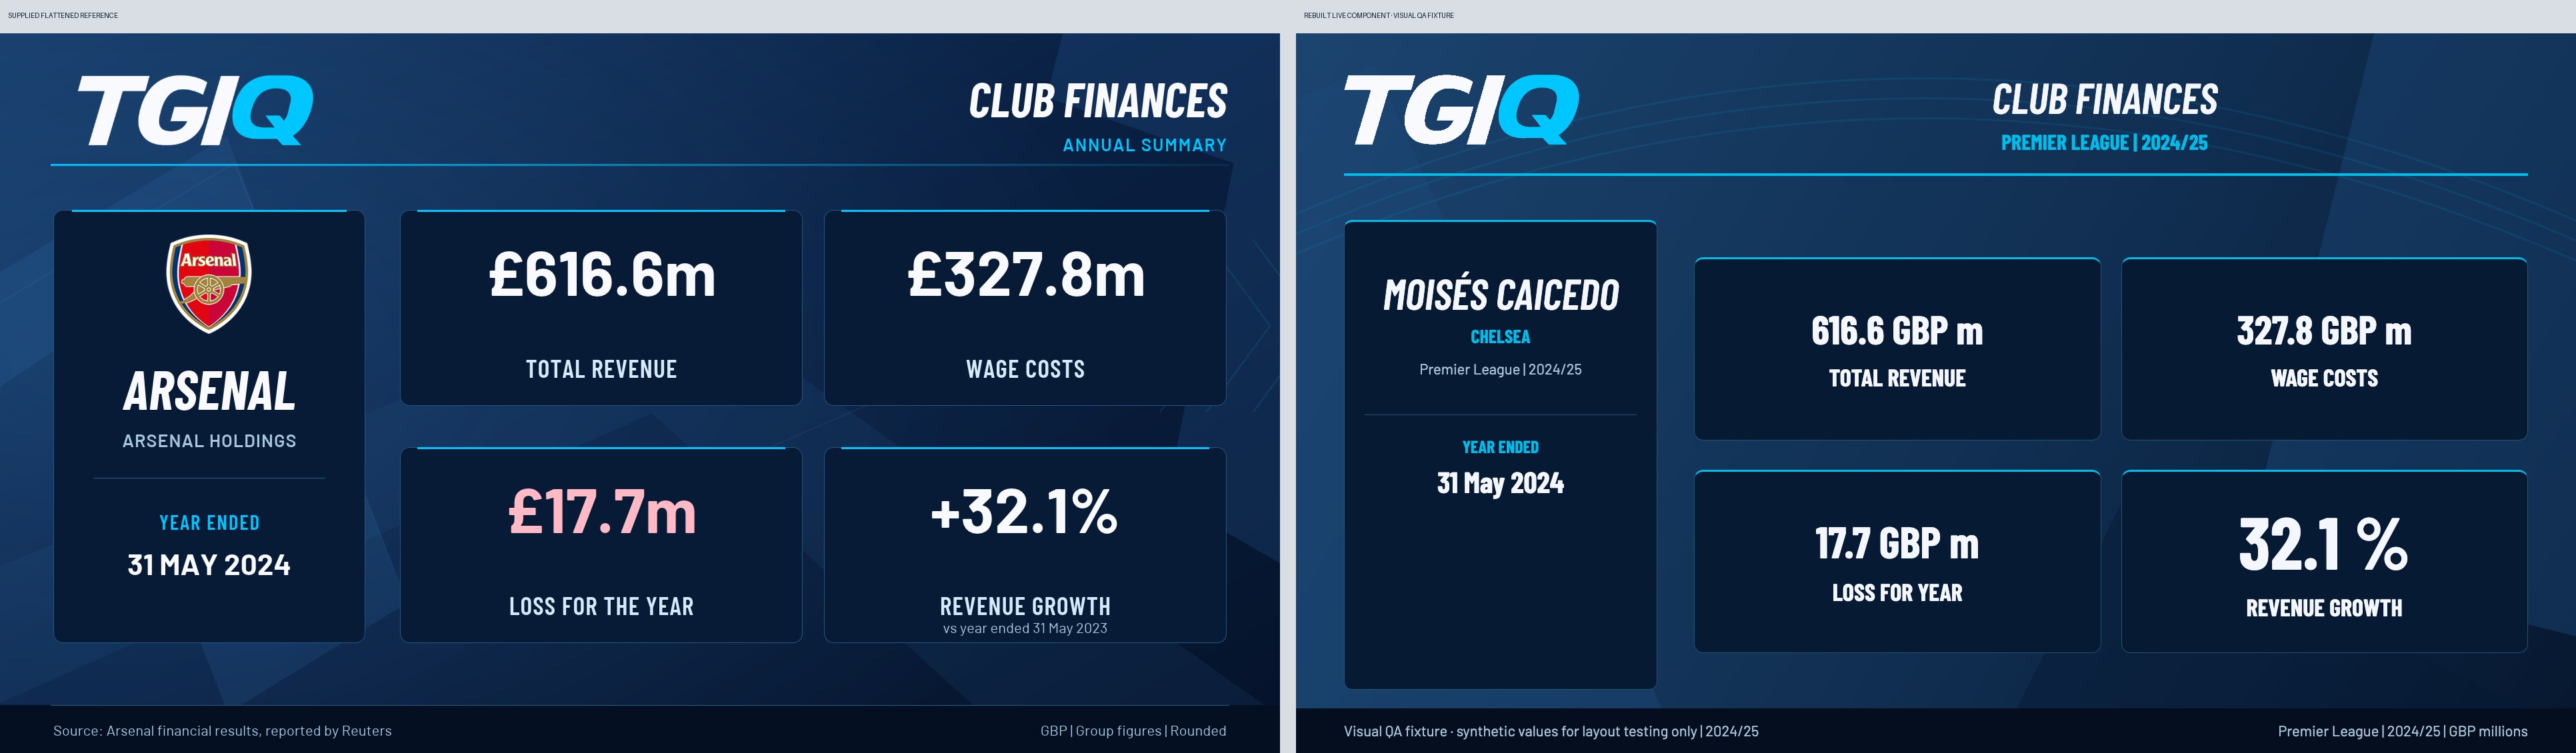 SUPPLIED FLATTENED REFERENCE
TGIQ
CLUB FINANCES
ANNUAL SUMMARY
Arsenal
ARSENAL
ARSENAL HOLDINGS
YEAR ENDED
31 MAY 2024
£616.6m
TOTAL REVENUE
£327.8m
WAGE COSTS
£17.7m
LOSS FOR THE YEAR
+32.1%
REVENUE GROWTH
vs year ended 31 May 2023
Source: Arsenal financial results, reported by Reuters
GBP | Group figures | Rounded
REBUILT LIVE COMPONENT · VISUAL QA FIXTURE
TGIQ
CLUB FINANCES
PREMIER LEAGUE | 2024/25
MOISÉS CAICEDO
CHELSEA
Premier League | 2024/25
YEAR ENDED
31 May 2024
616.6 GBP m
TOTAL REVENUE
327.8 GBP m
WAGE COSTS
17.7 GBP m
LOSS FOR YEAR
32.1 %
REVENUE GROWTH
Visual QA fixture · synthetic values for layout testing only | 2024/25
Premier League | 2024/25 | GBP millions